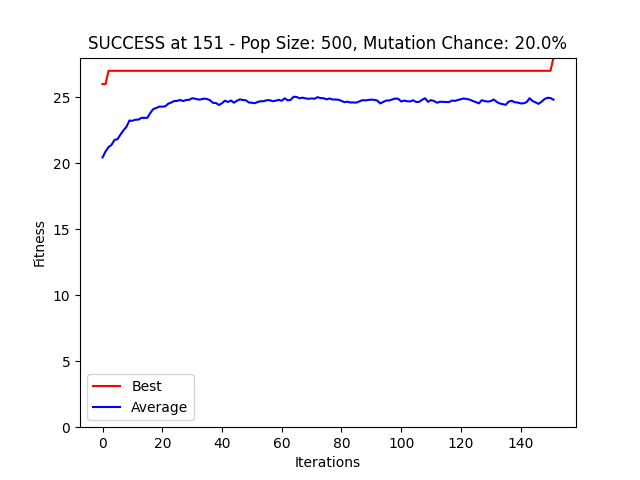 SUCCESS at 151 - Pop Size: 500, Mutation Chance: 20.0%
25
20
15
10
5
0
Fitness
Best
Average
0 20 40 60 80 100 120 140
Iterations